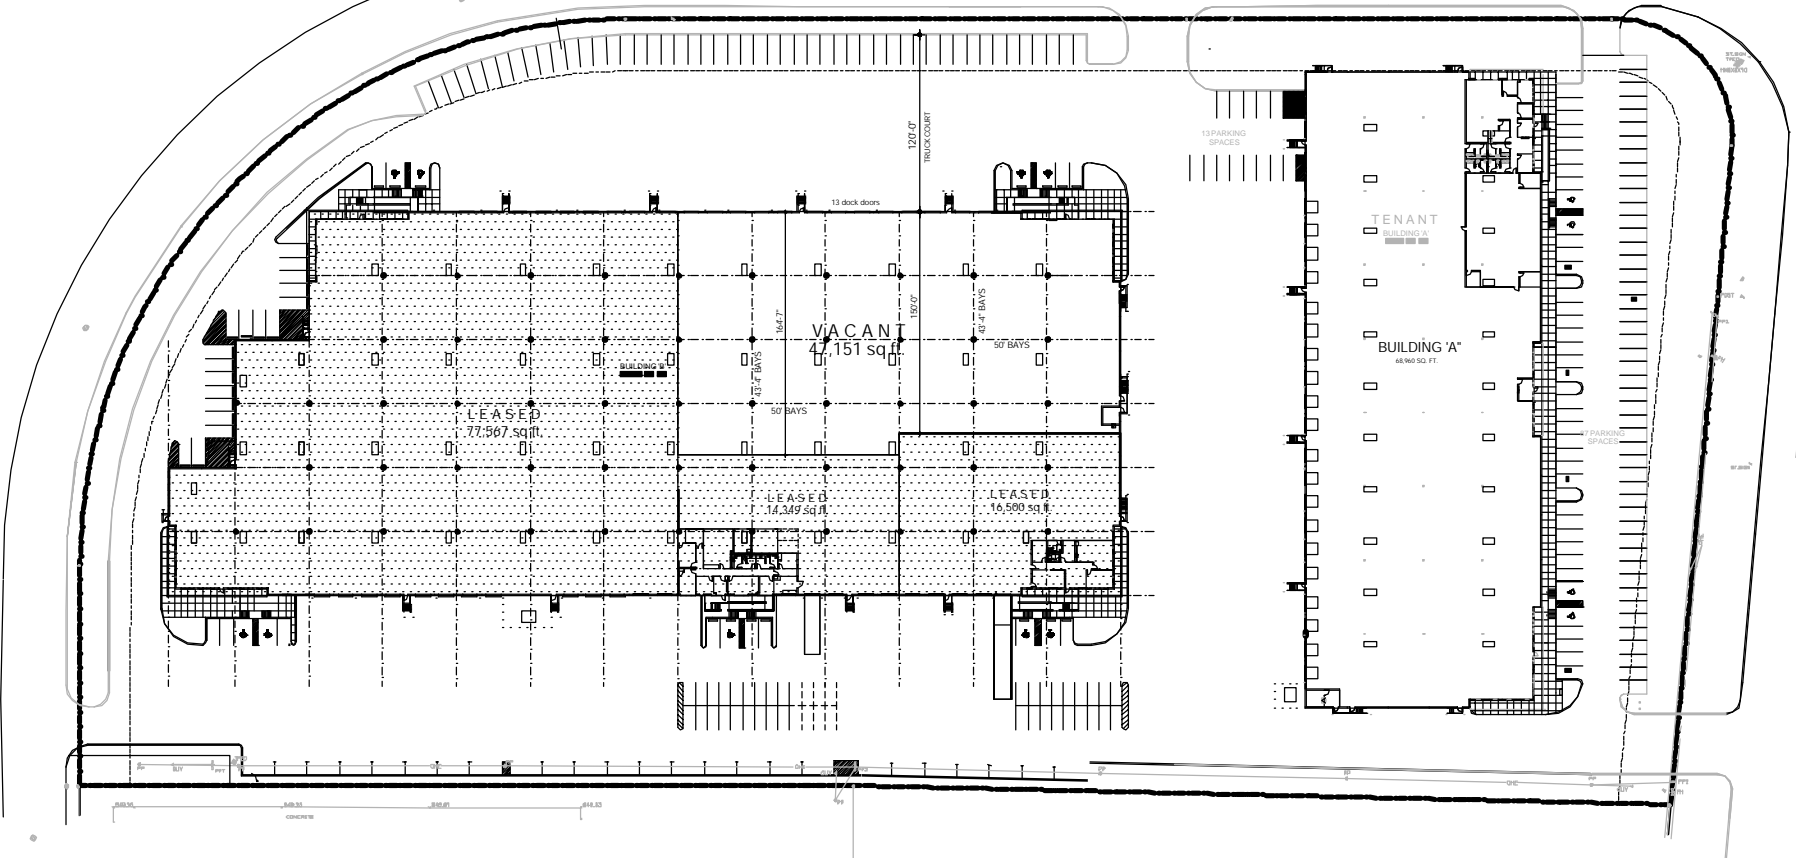 120'-0"
TRUCK COURT
13 PARKING
SPACES
13 dock doors
TENANT
BUILDING 'A'
164'-7"
150'-0"
43'-4" BAYS
VACANT
47,151 sq ft.
50' BAYS
43'-4" BAYS
50' BAYS
BUILDING 'B'
LEASED
77,567 sq ft.
BUILDING 'A"
68,960 SQ. FT.
PARKING
SPACES
LEASED
14,349 sq ft.
LEASED
16,500 sq ft.
CONCRETE